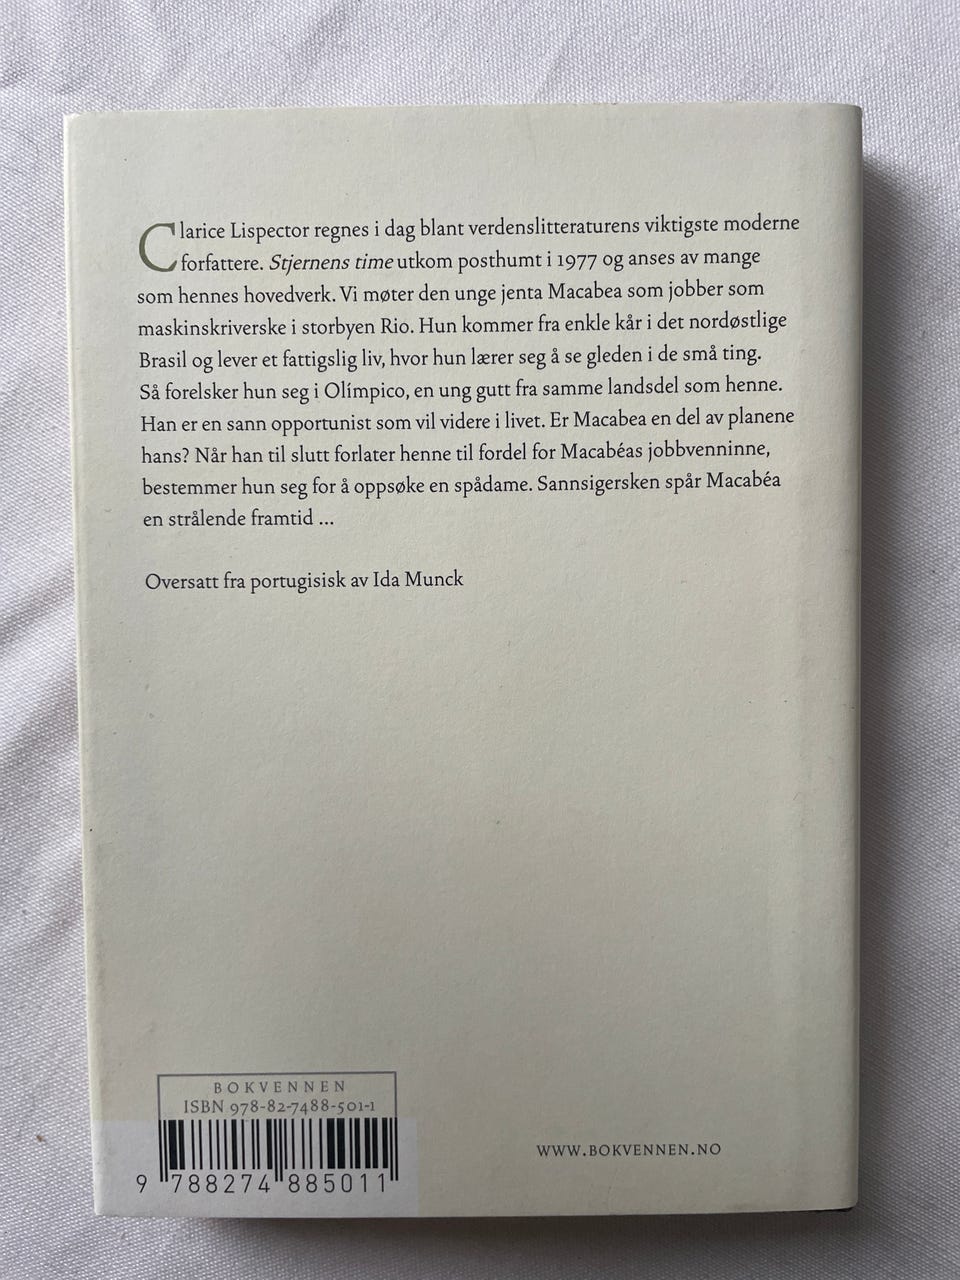 Clarice Lispector regnes i dag blant verdenslitteraturens viktigste moderne
forfattere. Stjernens time utkom posthumt i 1977 og anses av mange
som hennes hovedverk. Vi møter den unge jenta Macabea som jobber som
maskinskriverske i storbyen Rio. Hun kommer fra enkle kår i det nordøstlige
Brasil og lever et fattigslig liv, hvor hun lærer seg å se gleden i de små ting.
Så forelsker hun seg i Olímpico, en ung gutt fra samme landsdel som henne.
Han er en sann opportunist som vil videre i livet. Er Macabea en del av planene
hans? Når han til slutt forlater henne til fordel for Macabéas jobbvenninne,
bestemmer hun seg for å oppsøke en spådame. Sannsigersken spår Macabéa
en strålende framtid ...
Oversatt fra portugisisk av Ida Munck
BOKVENNEN
ISBN 978-82-7488-501-1
9 788274 885011
WWW.BOKVENNEN.NO